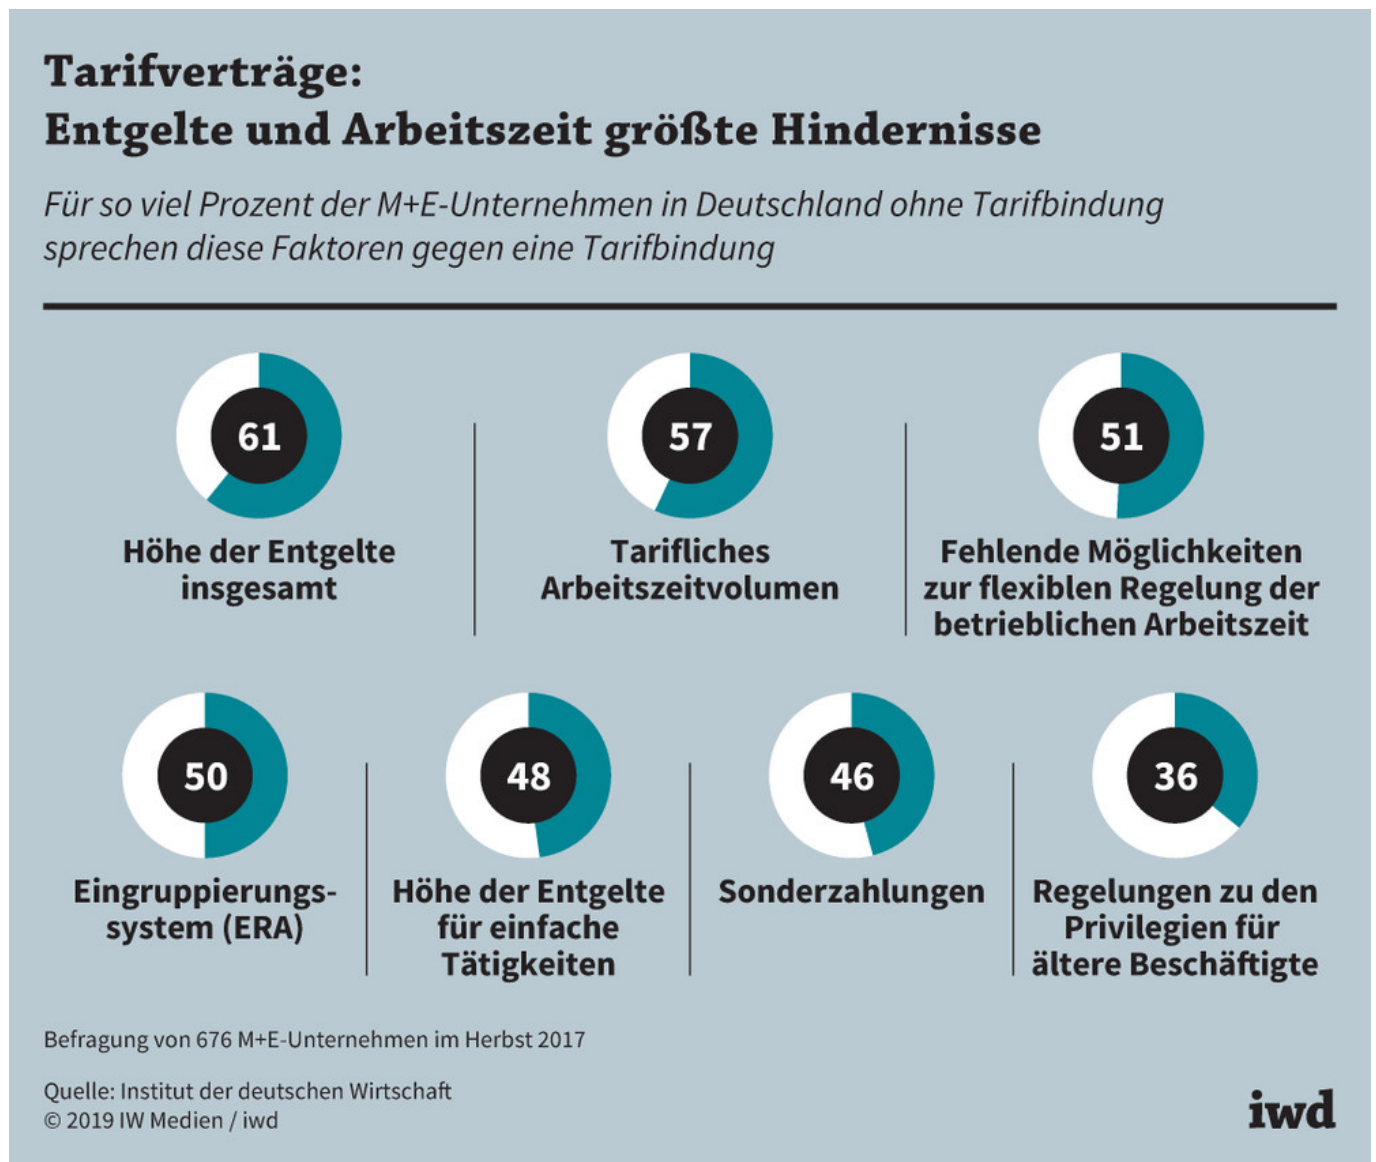 Tarifverträge:
Entgelte und Arbeitszeit größte Hindernisse
Für so viel Prozent der M+E-Unternehmen in Deutschland ohne Tarifbindung
sprechen diese Faktoren gegen eine Tarifbindung
61
Höhe der Entgelte
insgesamt
57
Tarifliches
Arbeitszeitvolumen
51
Fehlende Möglichkeiten
zur flexiblen Regelung der
betrieblichen Arbeitszeit
50
Eingruppierungs-
system (ERA)
48
Höhe der Entgelte
für einfache
Tätigkeiten
46
Sonderzahlungen
36
Regelungen zu den
Privilegien für
ältere Beschäftigte
Befragung von 676 M+E-Unternehmen im Herbst 2017
Quelle: Institut der deutschen Wirtschaft
© 2019 IW Medien / iwd
iwd